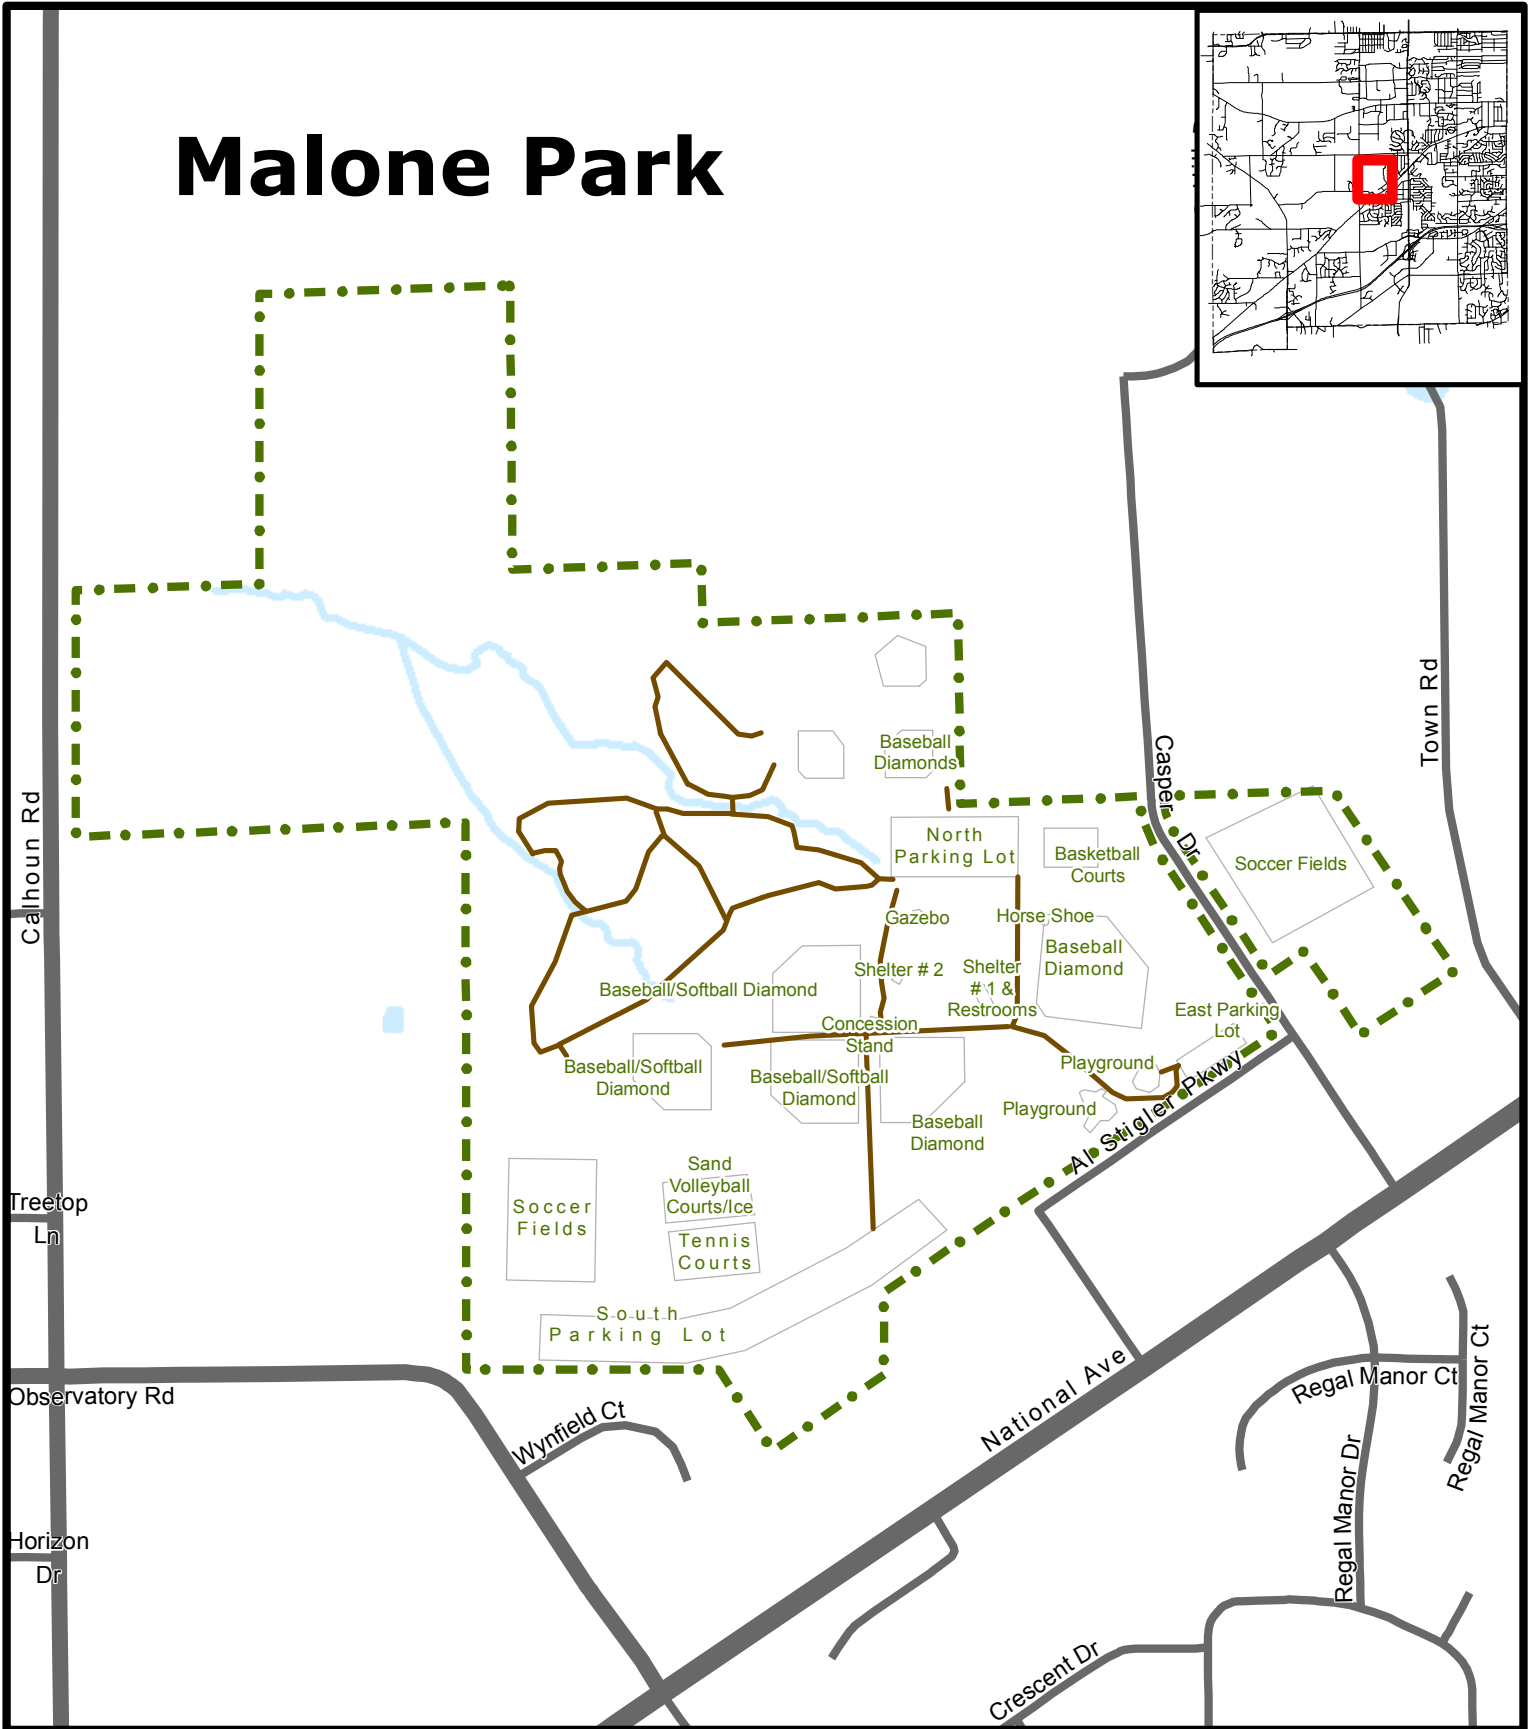 Malone Park
Calhoun Rd
Town Rd
Casper
Dr
Baseball
Diamonds
North
Parking Lot
Basketball
Courts
Soccer Fields
Gazebo
Horse Shoe
Baseball
Diamond
Shelter # 2
Shelter
# 1 &
Restrooms
Baseball/Softball Diamond
East Parking
Lot
Concession
Stand
Baseball/Softball
Diamond
Baseball/Softball
Diamond
Playground
Playground
Al Stigler Pkwy
Baseball
Diamond
Sand
Volleyball
Courts/Ice
Soccer
Fields
Tennis
Courts
Treetop
Ln
South
Parking Lot
Observatory Rd
Wynfield Ct
National Ave
Regal Manor Ct
Regal Manor Ct
Regal Manor Dr
Horizon
Dr
Crescent Dr